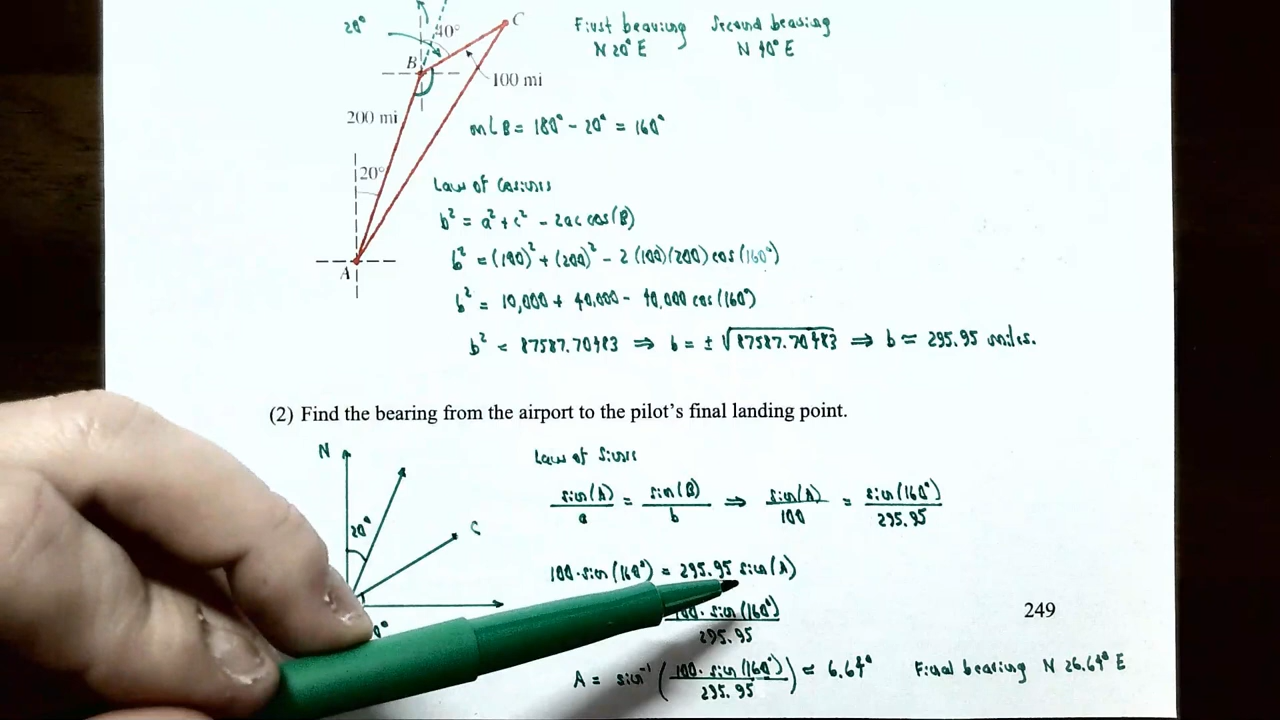 20°
40°
C
First bearing Second bearing
N 20° E N 40° E
B
100 mi
200 mi
m∠B = 180° - 20° = 160°
20°
Law of Cosines
b² = a² + c² - 2ac cos(B)
b² = (100)² + (200)² - 2(100)(200) cos(160°)
A
b² = 10,000 + 40,000 - 40,000 cos(160°)
b² = 87587.70483 ⇒ b = ±√87587.70483 ⇒ b ≈ 295.95 miles.
(2) Find the bearing from the airport to the pilot's final landing point.
N
Law of Sines
sin(A)/a = sin(B)/b ⇒ sin(A)/100 = sin(160°)/295.95
20°
C
100·sin(160°) = 295.95 sin(A)
100·sin(160°)/295.95
249
A = sin⁻¹(100·sin(160°)/295.95) ≈ 6.64° Final bearing N 26.64° E